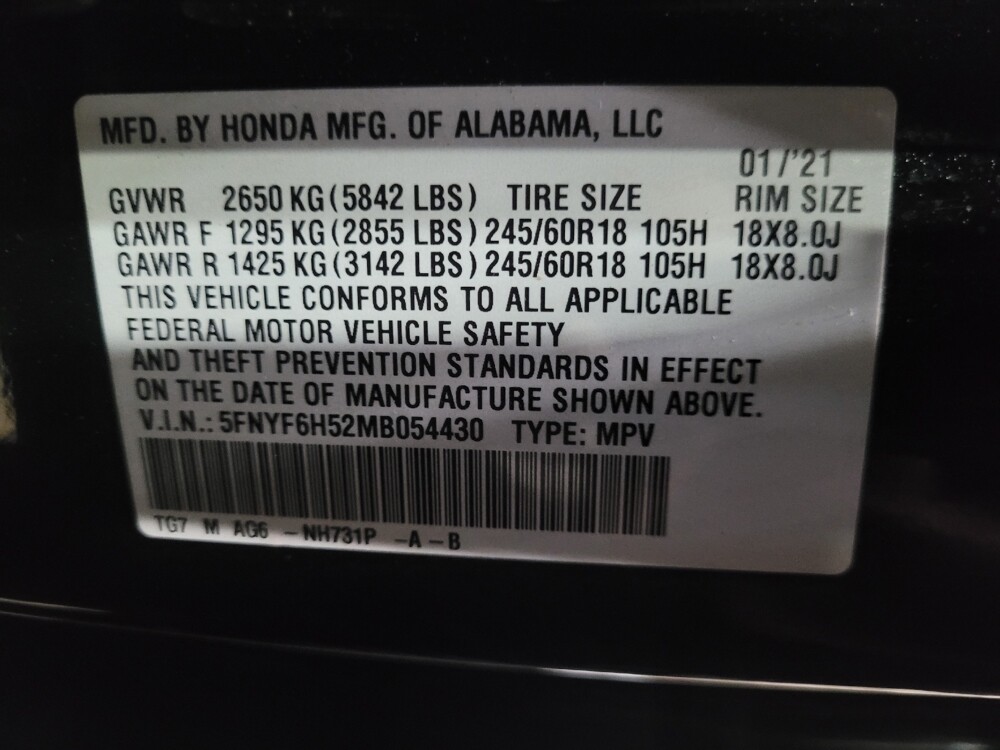 MFD. BY HONDA MFG. OF ALABAMA, LLC
01/'21
GVWR 2650 KG (5842 LBS) TIRE SIZE RIM SIZE
GAWR F 1295 KG (2855 LBS) 245/60R18 105H 18X8.0J
GAWR R 1425 KG (3142 LBS) 245/60R18 105H 18X8.0J
THIS VEHICLE CONFORMS TO ALL APPLICABLE
FEDERAL MOTOR VEHICLE SAFETY
AND THEFT PREVENTION STANDARDS IN EFFECT
ON THE DATE OF MANUFACTURE SHOWN ABOVE.
V.I.N.: 5FNYF6H52MB054430 TYPE: MPV
TG7 M AG6 -NH731P -A-B